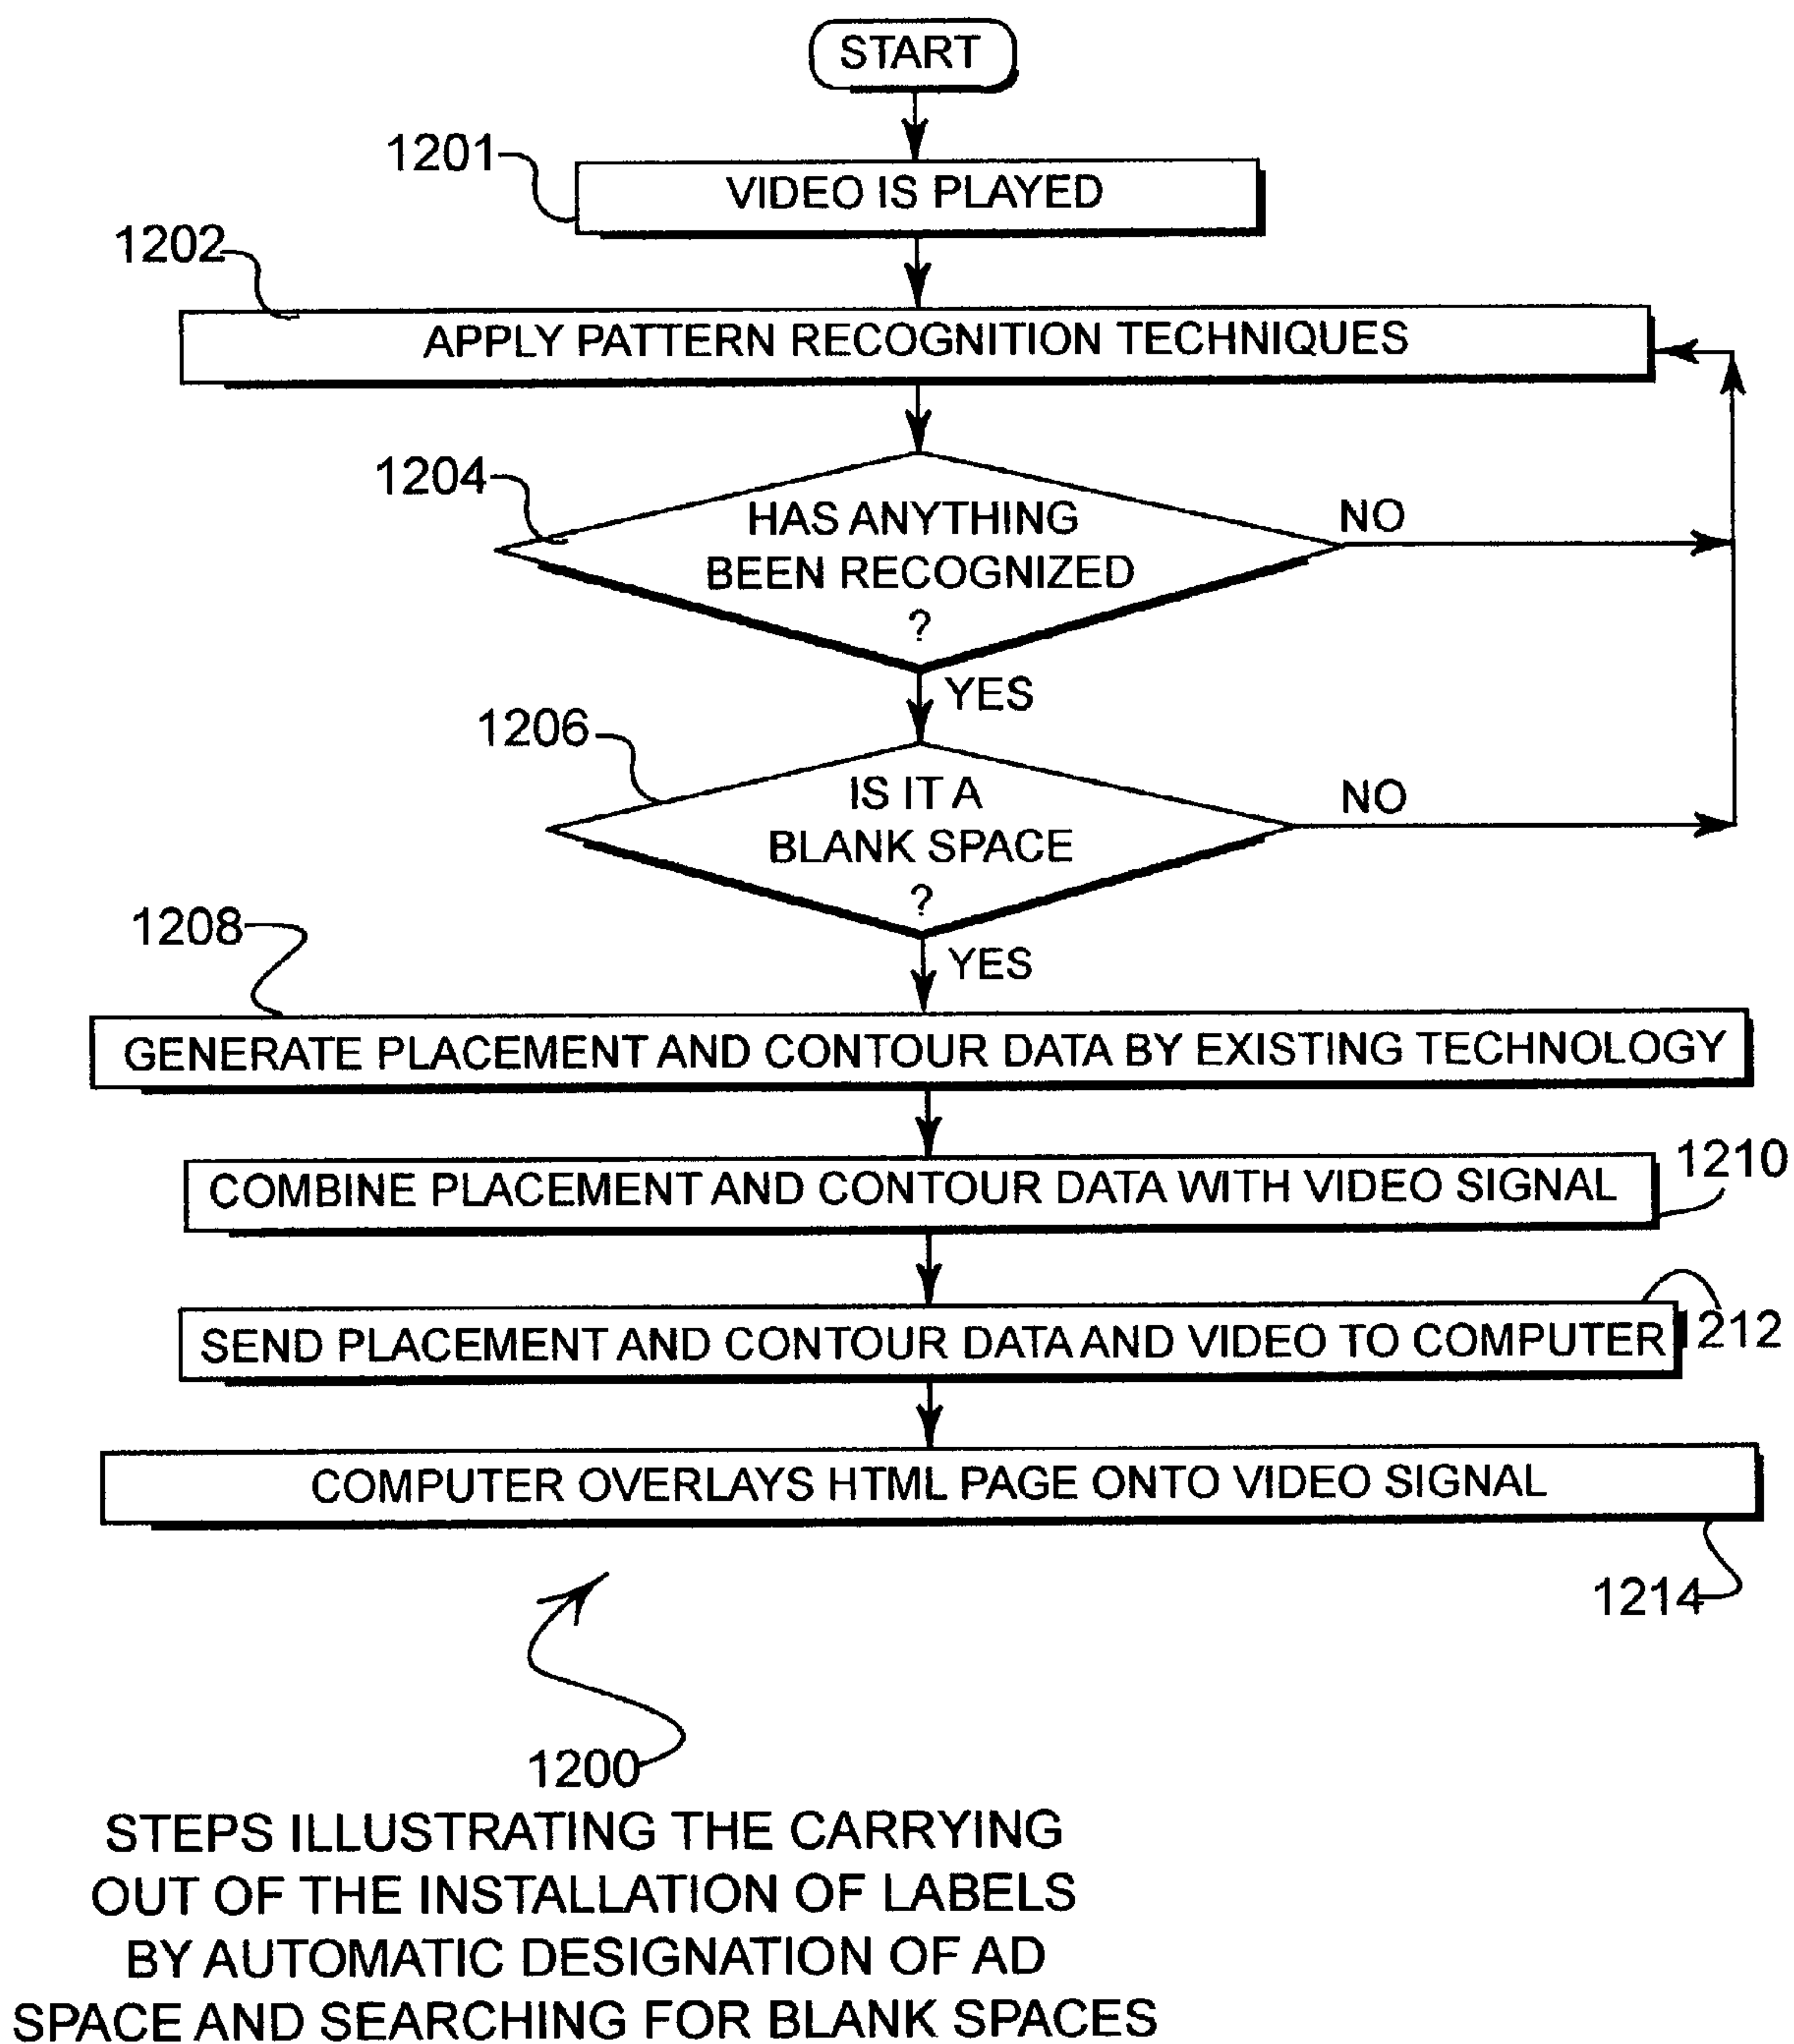 START
1201
VIDEO IS PLAYED
1202
APPLY PATTERN RECOGNITION TECHNIQUES
1204
HAS ANYTHING
BEEN RECOGNIZED
?
NO
YES
1206
IS IT A
BLANK SPACE
?
NO
YES
1208
GENERATE PLACEMENT AND CONTOUR DATA BY EXISTING TECHNOLOGY
COMBINE PLACEMENT AND CONTOUR DATA WITH VIDEO SIGNAL
1210
SEND PLACEMENT AND CONTOUR DATA AND VIDEO TO COMPUTER
1212
COMPUTER OVERLAYS HTML PAGE ONTO VIDEO SIGNAL
1214
1200
STEPS ILLUSTRATING THE CARRYING
OUT OF THE INSTALLATION OF LABELS
BY AUTOMATIC DESIGNATION OF AD
SPACE AND SEARCHING FOR BLANK SPACES